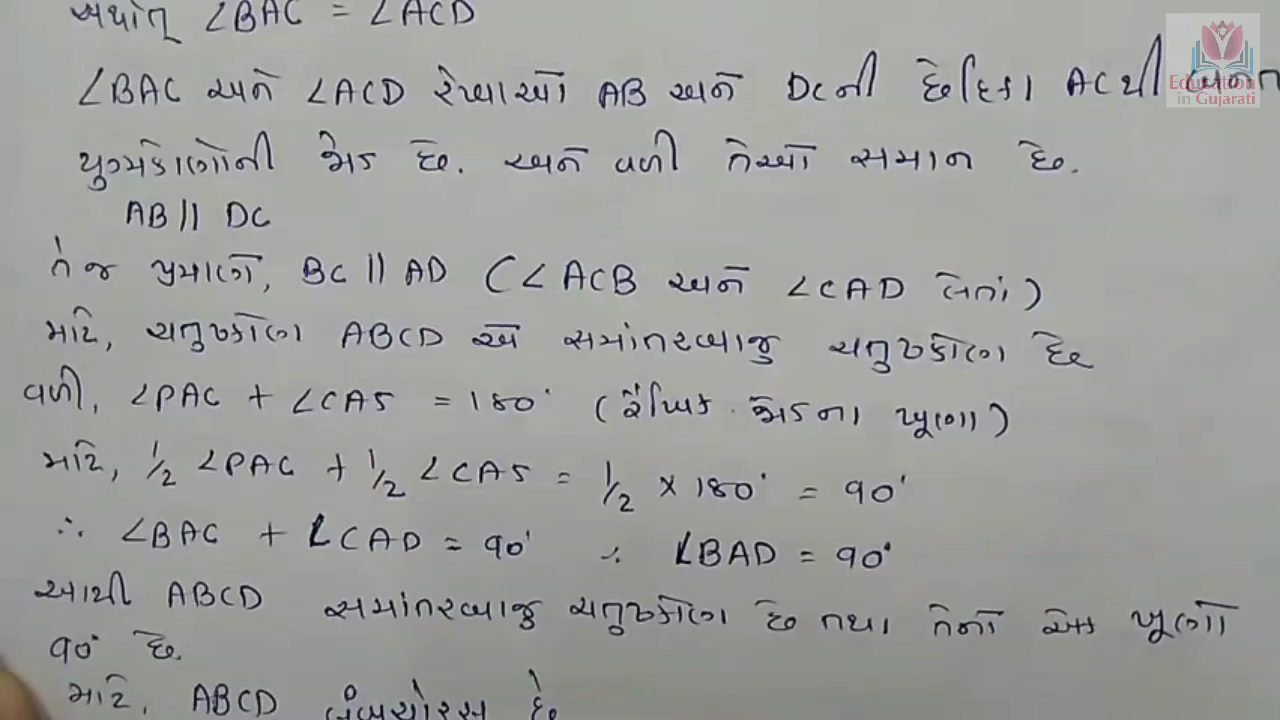 અર્થાત્ ∠BAC = ∠ACD
∠BAC અને ∠ACD રેખાઓ AB અને DCની છેદિકા ACથી બનતા
યુગ્મકોણોની જોડ છે. અને વળી તેઓ સમાન છે.
AB || DC
તે જ પ્રમાણે, BC || AD (∠ACB અને ∠CAD લેતાં)
માટે, ચતુષ્કોણ ABCD એ સમાંતરબાજુ ચતુષ્કોણ છે
વળી, ∠PAC + ∠CAS = 180° (રૈખિક જોડના ખૂણા)
માટે, 1/2 ∠PAC + 1/2 ∠CAS = 1/2 × 180° = 90°
∴ ∠BAC + ∠CAD = 90° ∴ ∠BAD = 90°
આથી ABCD સમાંતરબાજુ ચતુષ્કોણ છે તથા તેનો એક ખૂણો
90° છે.
માટે, ABCD લંબચોરસ છે
Education
in Gujarati